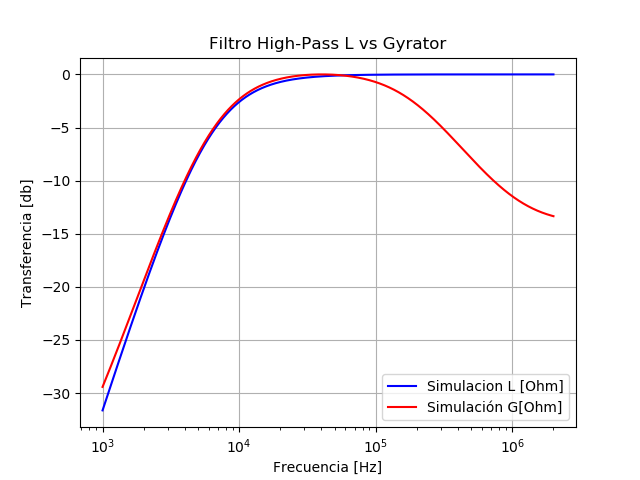 Filtro High-Pass L vs Gyrator
Transferencia [db]
0
−5
−10
−15
−20
−25
−30
Simulacion L [Ohm]
Simulación G[Ohm]
10³
10⁴
10⁵
10⁶
Frecuencia [Hz]